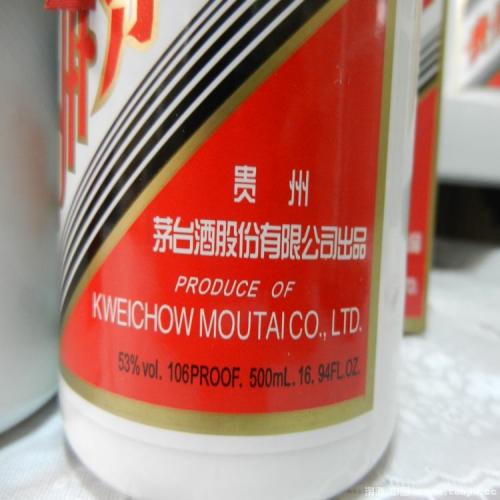 贵州
茅台酒股份有限公司出品
PRODUCE OF
KWEICHOW MOUTAI CO., LTD.
53% vol. 106PROOF. 500mL. 16. 94FL.OZ.